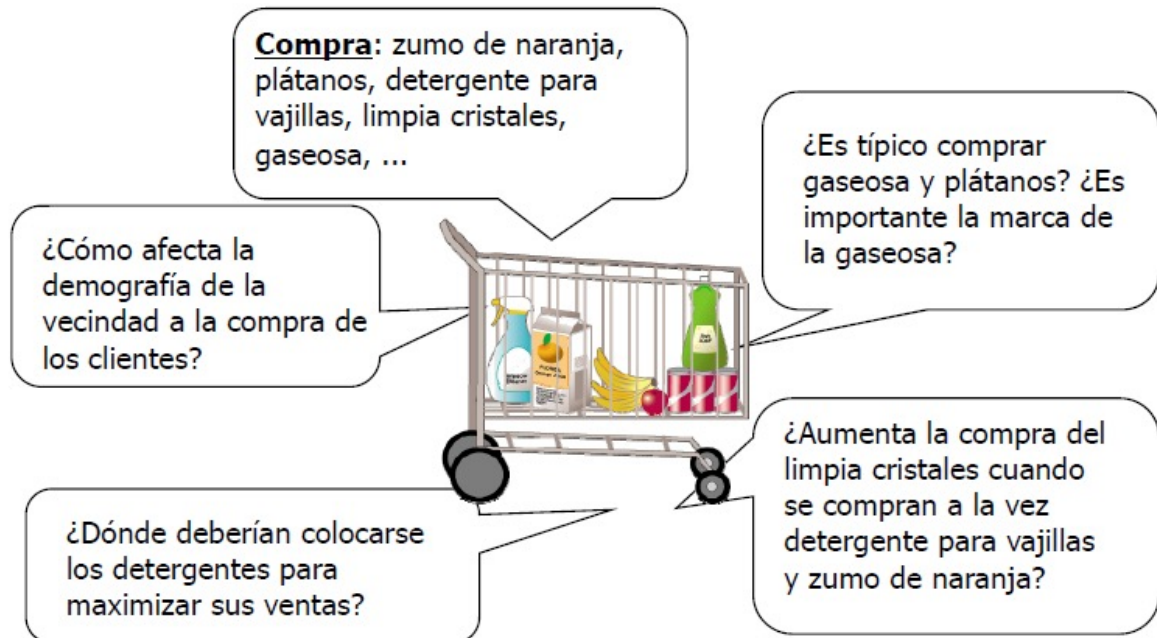 Compra: zumo de naranja,
plátanos, detergente para
vajillas, limpia cristales,
gaseosa, ...
¿Es típico comprar
gaseosa y plátanos? ¿Es
importante la marca de
la gaseosa?
¿Cómo afecta la
demografía de la
vecindad a la compra de
los clientes?
¿Aumenta la compra del
limpia cristales cuando
se compran a la vez
detergente para vajillas
y zumo de naranja?
¿Dónde deberían colocarse
los detergentes para
maximizar sus ventas?